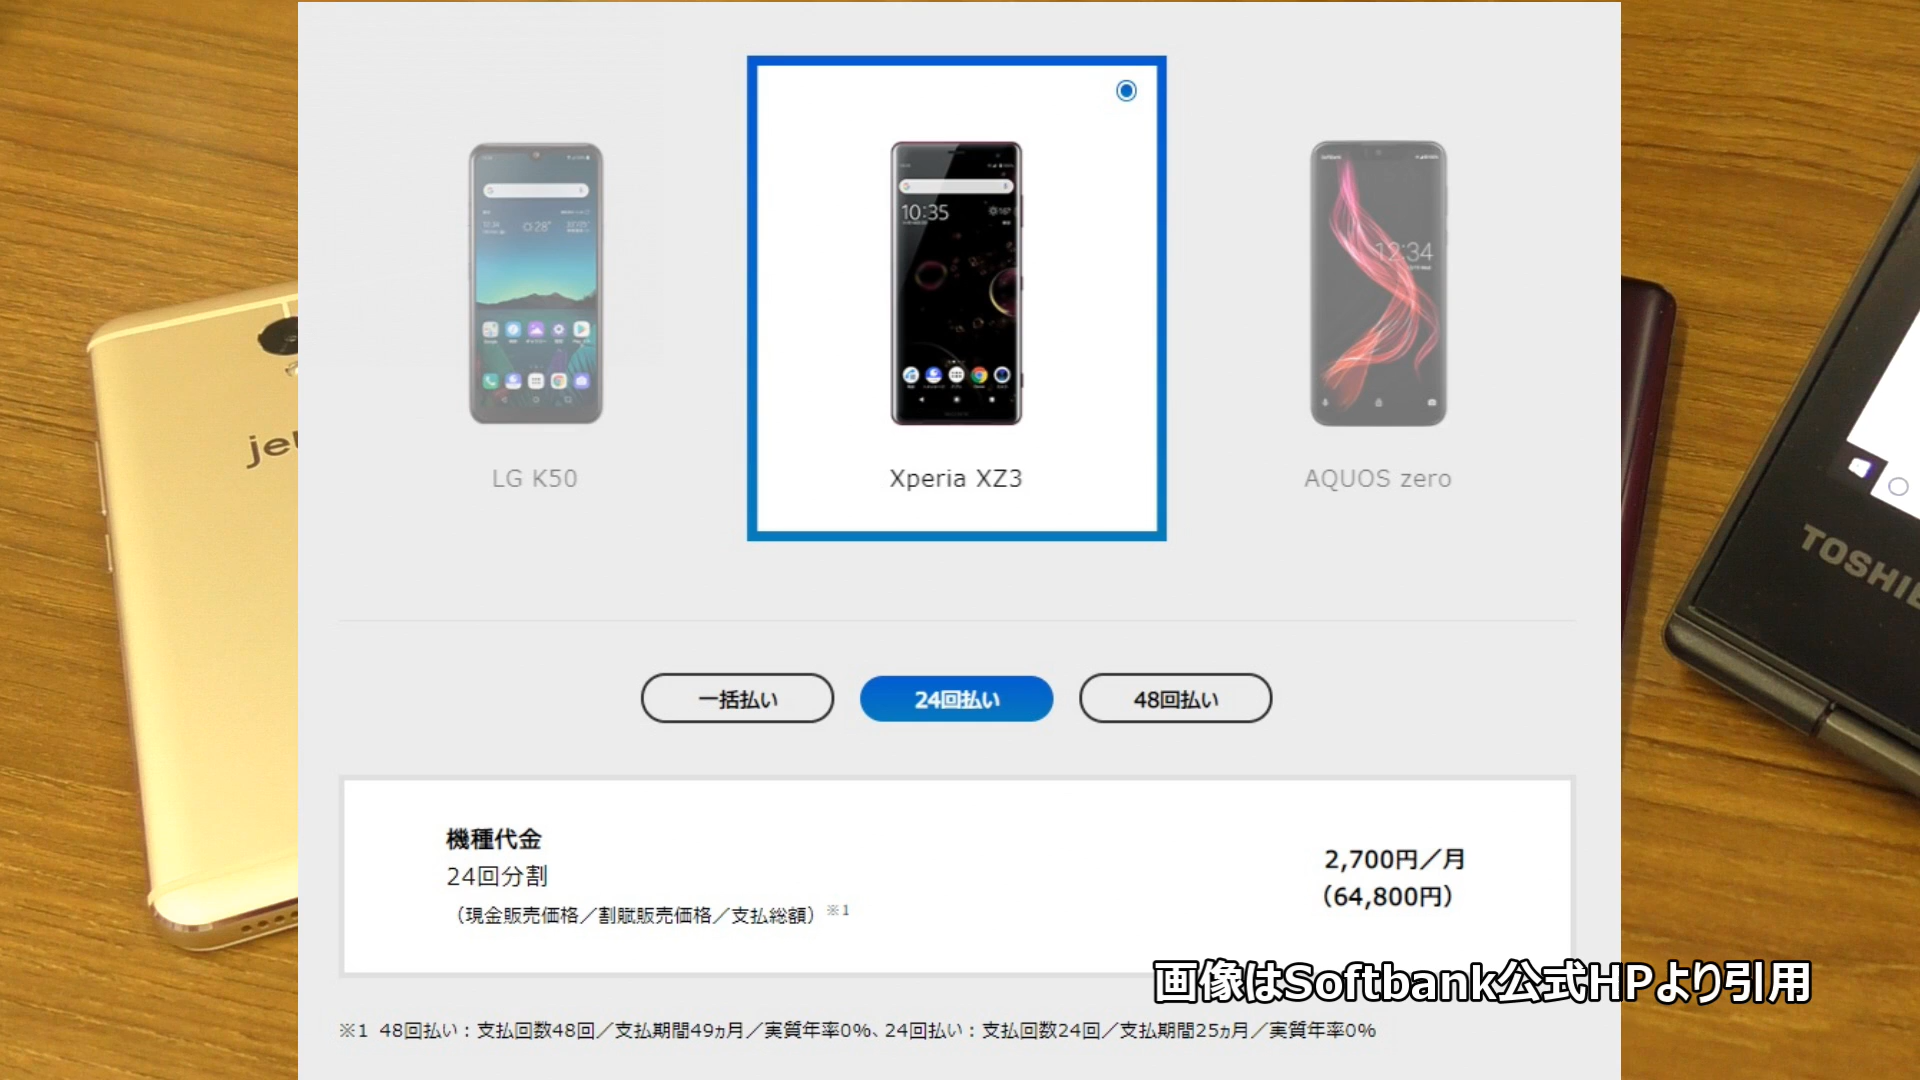 LG K50
10:35
Xperia XZ3
12:34
AQUOS zero
jel
TOSHIB
一括払い
24回払い
48回払い
機種代金
24回分割
（現金販売価格／割賦販売価格／支払総額）※1
2,700円／月
（64,800円）
画像はSoftbank公式HPより引用
※1 48回払い：支払回数48回／支払期間49ヵ月／実質年率0%、24回払い：支払回数24回／支払期間25ヵ月／実質年率0%